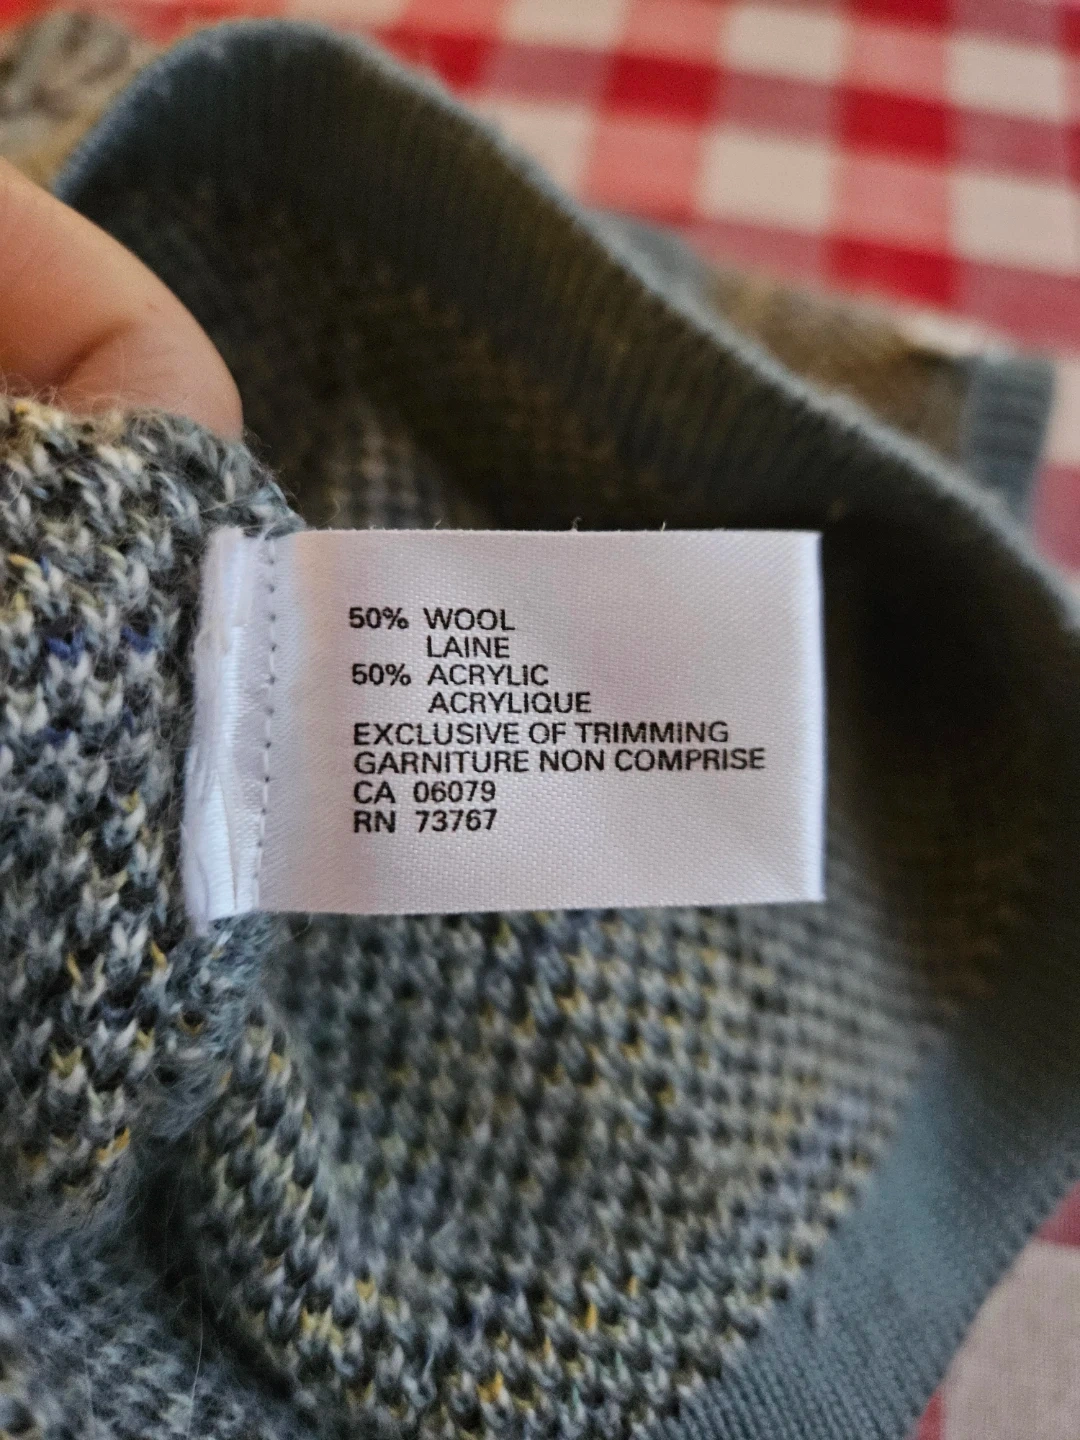 50% WOOL
LAINE
50% ACRYLIC
ACRYLIQUE
EXCLUSIVE OF TRIMMING
GARNITURE NON COMPRISE
CA 06079
RN 73767